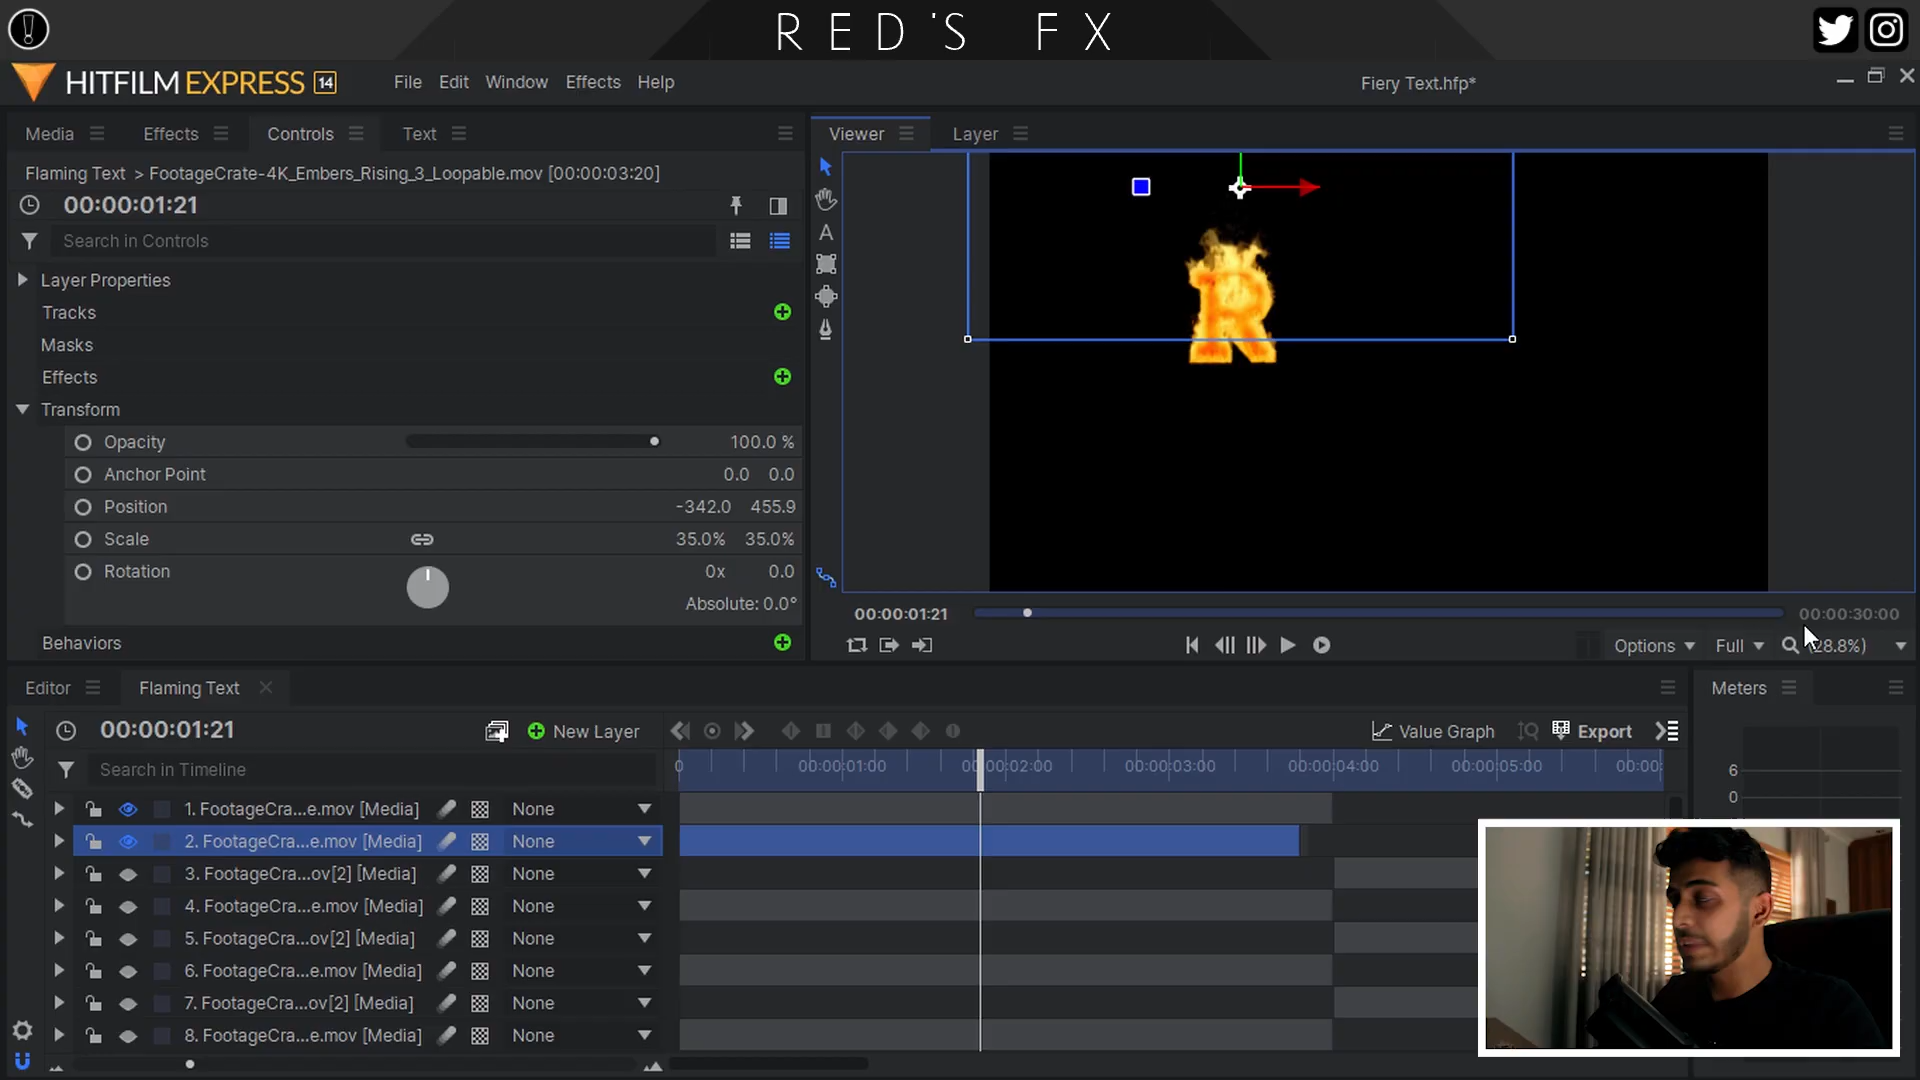 RED'S FX
HITFILM EXPRESS 14
File Edit Window Effects Help
Fiery Text.hfp*
Media Effects Controls Text
Viewer Layer
Flaming Text > FootageCrate-4K_Embers_Rising_3_Loopable.mov [00:00:03:20]
00:00:01:21
Search in Controls
Layer Properties
Tracks
Masks
Effects
Transform
Opacity 100.0 %
Anchor Point 0.0 0.0
Position -342.0 455.9
Scale 35.0% 35.0%
Rotation 0x 0.0
Absolute: 0.0°
Behaviors
A
R
00:00:01:21 00:00:30:00
Options Full (28.8%)
Editor Flaming Text
Meters
00:00:01:21 New Layer
Value Graph Export
Search in Timeline
0 00:00:01:00 00:00:02:00 00:00:03:00 00:00:04:00 00:00:05:00 00:00:
6
0
1. FootageCra...e.mov [Media] None
2. FootageCra...e.mov [Media] None
3. FootageCra...ov[2] [Media] None
4. FootageCra...e.mov [Media] None
5. FootageCra...ov[2] [Media] None
6. FootageCra...e.mov [Media] None
7. FootageCra...ov[2] [Media] None
8. FootageCra...e.mov [Media] None